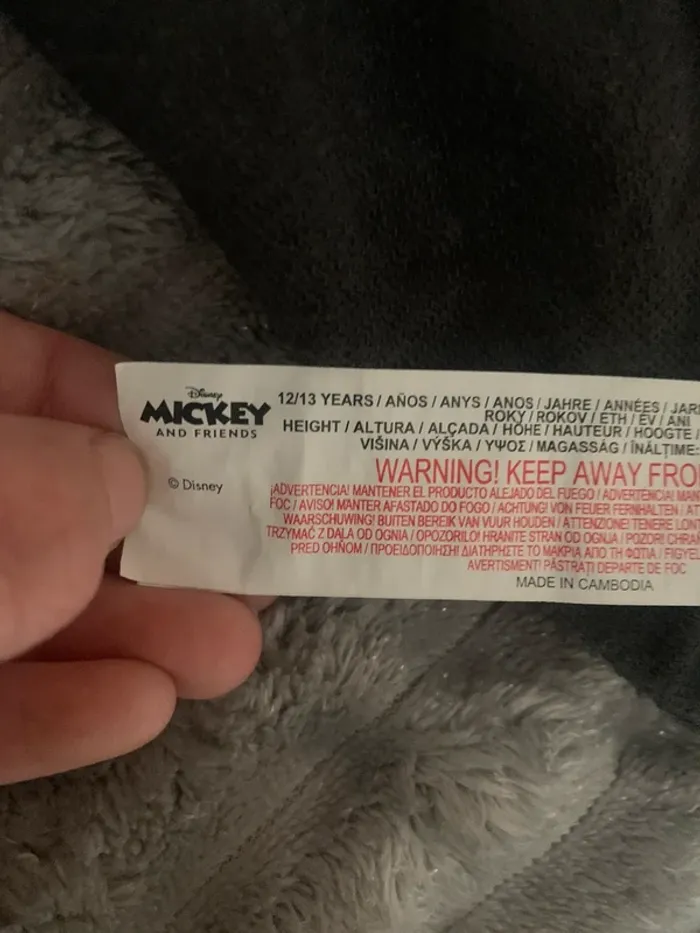 Disney
MICKEY
AND FRIENDS
© Disney
12/13 YEARS / AÑOS / ANYS / ANOS / JAHRE / ANNÉES /
ROKY / ROKOV / ETH / ÉV / ANI
HEIGHT / ALTURA / ALÇADA / HÖHE / HAUTEUR / HOOGTE /
VIŠINA / VÝŠKA / ΥΨΟΣ / MAGASSÁG / ÎNĂLŢIME:
WARNING! KEEP AWAY
¡ADVERTENCIA! MANTENER EL PRODUCTO ALEJADO DEL FUEGO / ADVERTENCIA!
FOC / AVISO! MANTER AFASTADO DO FOGO / ACHTUNG! VON FEUER FERNHALTEN /
WAARSCHUWING! BUITEN BEREIK VAN VUUR HOUDEN / ATTENZIONE! TENERE
TRZYMAĆ Z DALA OD OGNIA / OPOZORILO! HRANITE STRAN OD OGNJA / POZOR!
PRED OHŇOM / ΠΡΟΕΙΔΟΠΟΙΗΣΗ! ΔΙΑΤΗΡΗΣΤΕ ΤΟ ΜΑΚΡΙΑ ΑΠΟ ΤΗ ΦΩΤΙΑ /
AVERTISMENT! PĂSTRAŢI DEPARTE DE FOC
MADE IN CAMBODIA